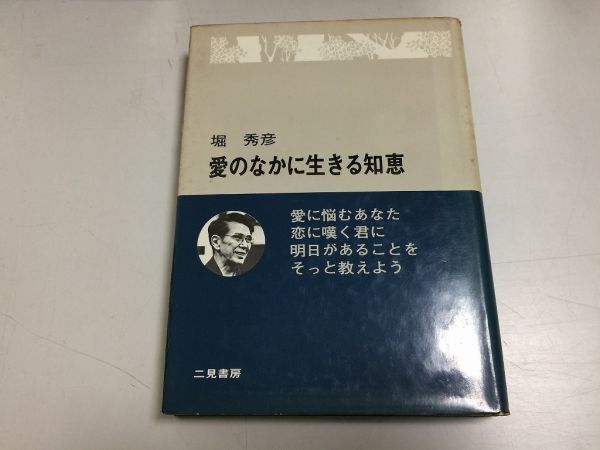 堀 秀彦
愛のなかに生きる知恵
愛に悩むあなた
恋に嘆く君に
明日があることを
そっと教えよう
二見書房